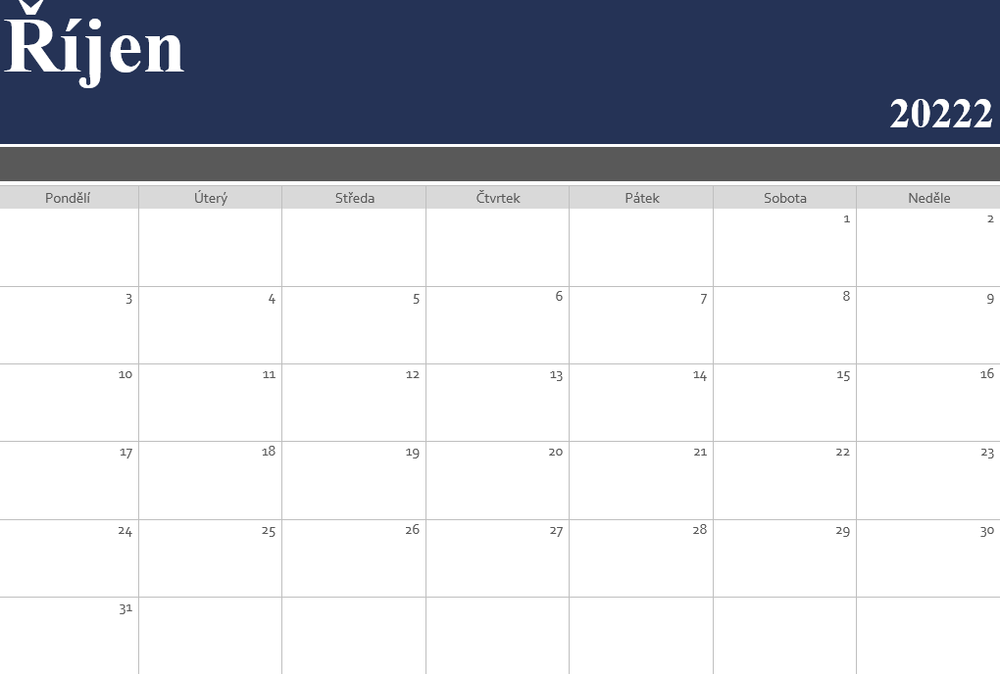 Říjen
20222
Pondělí Úterý Středa Čtvrtek Pátek Sobota Neděle
1 2
3 4 5 6 7 8 9
10 11 12 13 14 15 16
17 18 19 20 21 22 23
24 25 26 27 28 29 30
31